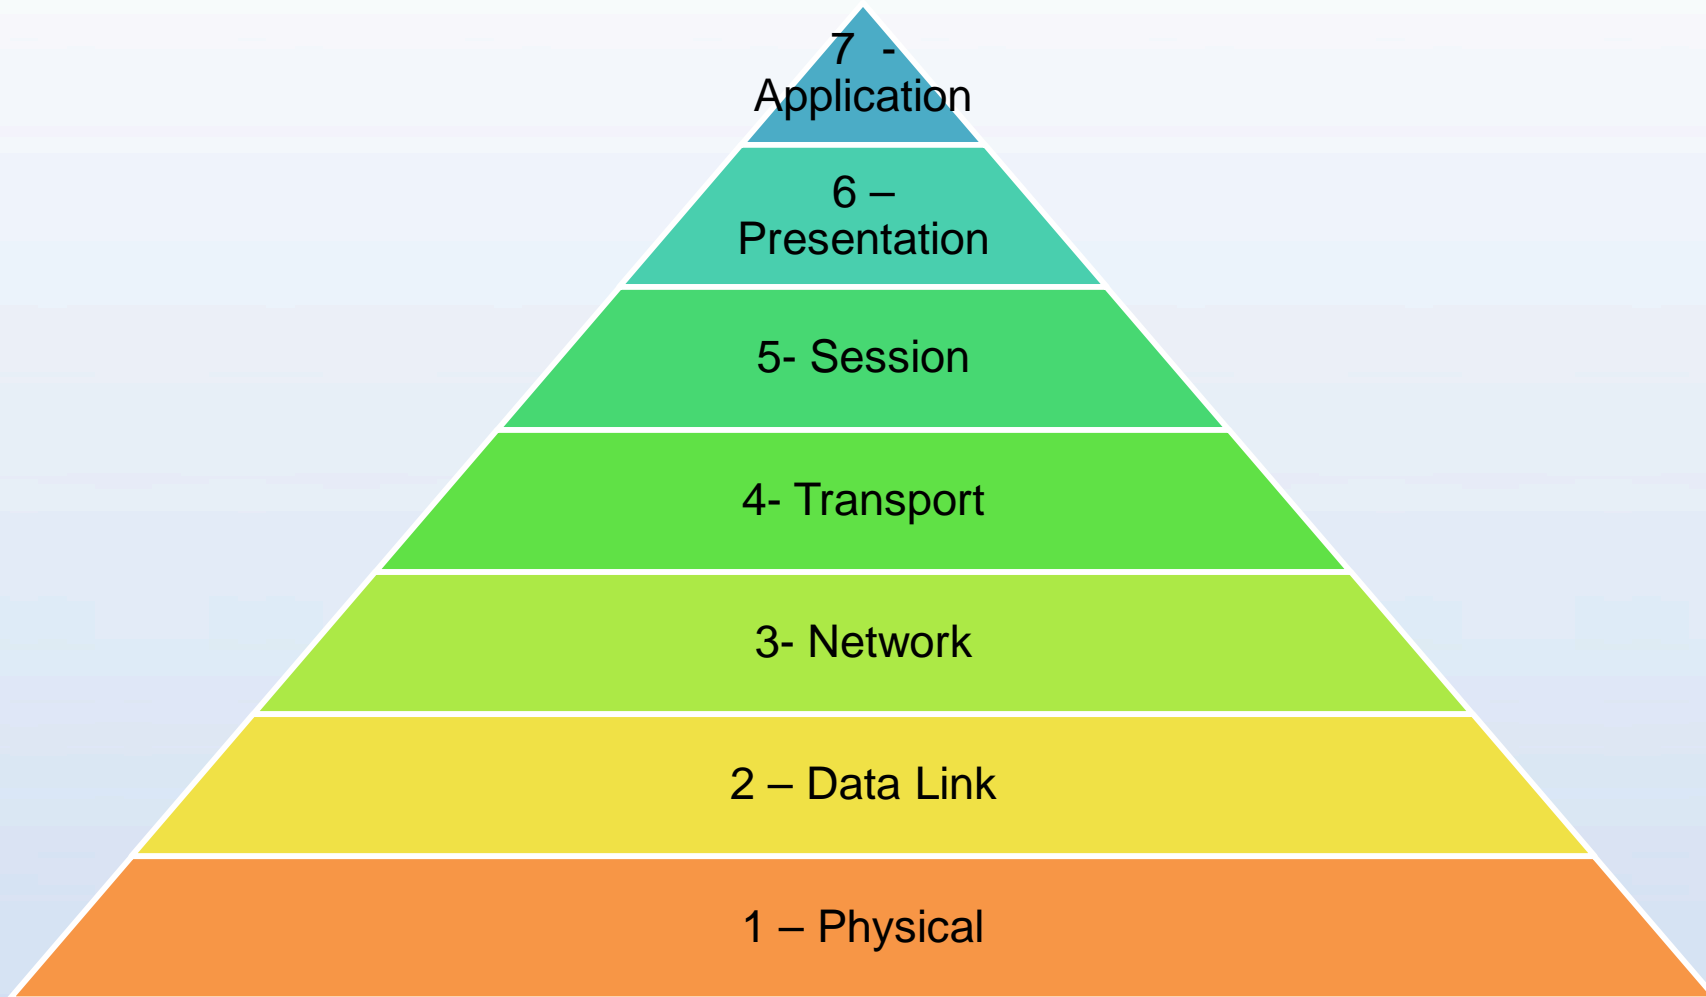 7  -
Application
6 –
Presentation
5- Session
4- Transport
3- Network
2 – Data Link
1 – Physical